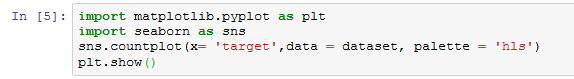 In [5]: import matplotlib.pyplot as plt
import seaborn as sns
sns.countplot(x= 'target',data = dataset, palette = 'hls')
plt.show()